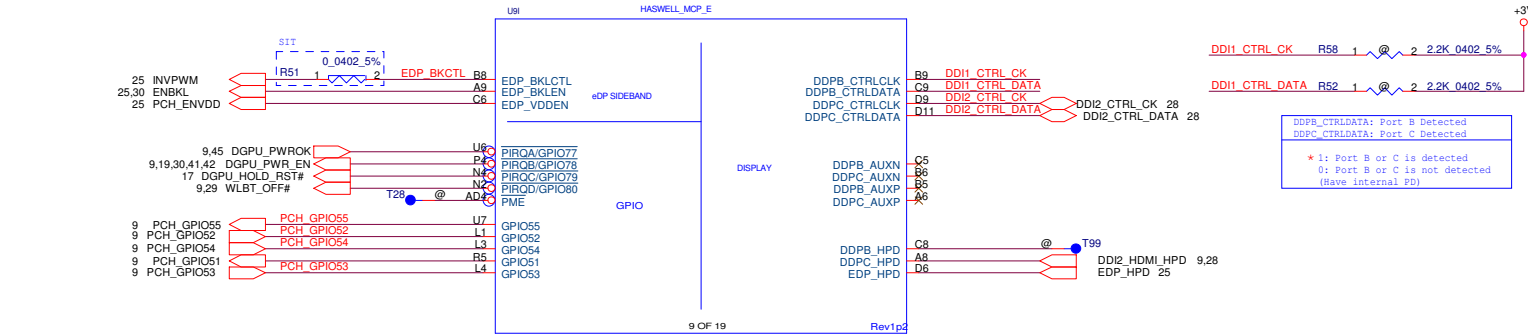 U9I
HASWELL_MCP_E
+3V
SIT
0_0402_5%
R51 1 2 EDP_BKCTL B8
25 INVPWM
25,30 ENBKL A9
25 PCH_ENVDD C6
EDP_BKLCTL
EDP_BKLEN
EDP_VDDEN
eDP SIDEBAND
DDPB_CTRLCLK B9 DDI1_CTRL_CK
DDPB_CTRLDATA C9 DDI1_CTRL_DATA
DDPC_CTRLCLK D9 DDI2_CTRL_CK DDI2_CTRL_CK 28
DDPC_CTRLDATA D11 DDI2_CTRL_DATA DDI2_CTRL_DATA 28
DDI1_CTRL_CK R58 1 @ 2 2.2K_0402_5%
DDI1_CTRL_DATA R52 1 @ 2 2.2K_0402_5%
DDPB_CTRLDATA: Port B Detected
DDPC_CTRLDATA: Port C Detected
* 1: Port B or C is detected
0: Port B or C is not detected
(Have internal PD)
9,45 DGPU_PWROK U6 PIRQA/GPIO77
9,19,30,41,42 DGPU_PWR_EN P4 PIRQB/GPIO78
17 DGPU_HOLD_RST# N4 PIRQC/GPIO79
9,29 WLBT_OFF# N2 PIRQD/GPIO80
T28 @ AD4 PME
DISPLAY
GPIO
DDPB_AUXN C5
DDPC_AUXN B6
DDPB_AUXP B5
DDPC_AUXP A6
9 PCH_GPIO55 PCH_GPIO55 U7 GPIO55
9 PCH_GPIO52 PCH_GPIO52 L1 GPIO52
9 PCH_GPIO54 PCH_GPIO54 L3 GPIO54
9 PCH_GPIO51 R5 GPIO51
9 PCH_GPIO53 PCH_GPIO53 L4 GPIO53
DDPB_HPD C8 @ T99
DDPC_HPD A8 DDI2_HDMI_HPD 9,28
EDP_HPD D6 EDP_HPD 25
9 OF 19
Rev1p2